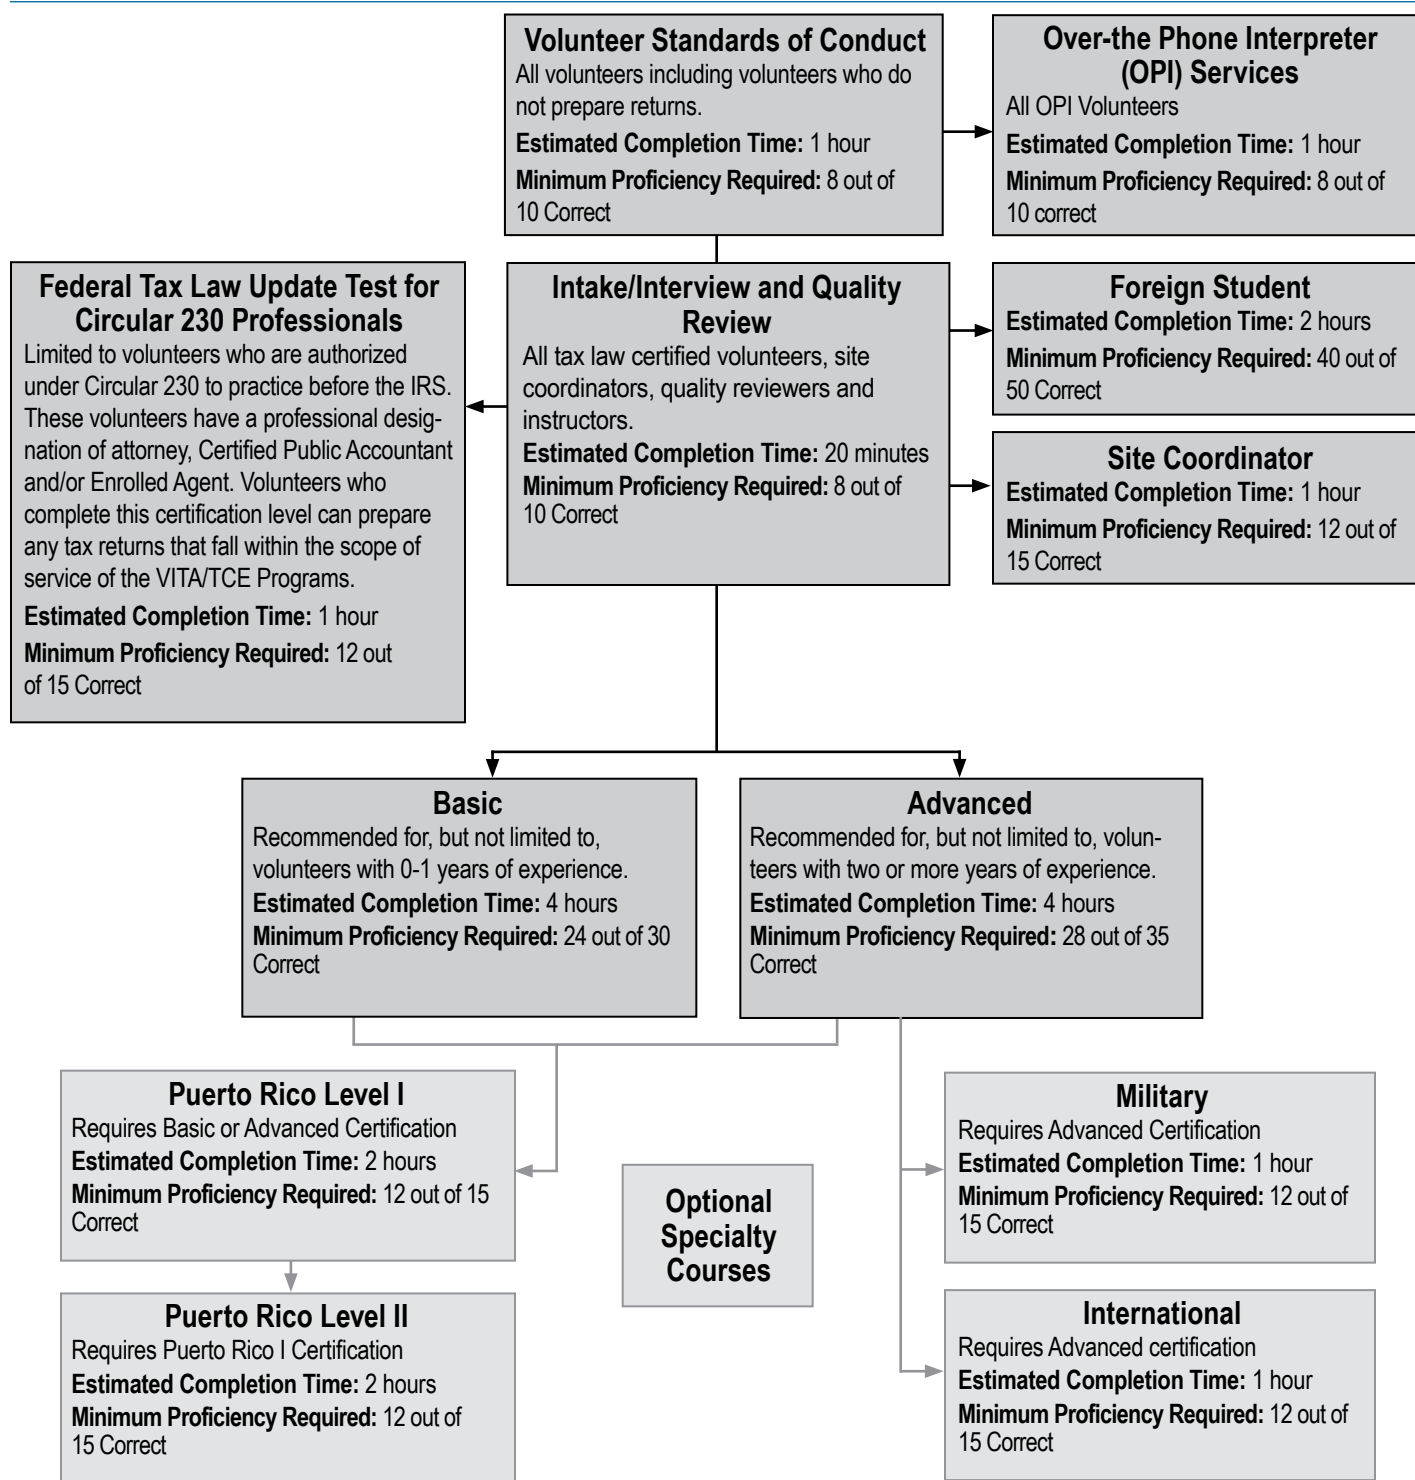 Volunteer Standards of Conduct
All volunteers including volunteers who do
not prepare returns.
Estimated Completion Time: 1 hour
Minimum Proficiency Required: 8 out of
10 Correct
Over-the Phone Interpreter
(OPI) Services
All OPI Volunteers
Estimated Completion Time: 1 hour
Minimum Proficiency Required: 8 out of
10 correct
Federal Tax Law Update Test for
Circular 230 Professionals
Limited to volunteers who are authorized
under Circular 230 to practice before the IRS.
These volunteers have a professional desig-
nation of attorney, Certified Public Accountant
and/or Enrolled Agent. Volunteers who
complete this certification level can prepare
any tax returns that fall within the scope of
service of the VITA/TCE Programs.
Estimated Completion Time: 1 hour
Minimum Proficiency Required: 12 out
of 15 Correct
Intake/Interview and Quality
Review
All tax law certified volunteers, site
coordinators, quality reviewers and
instructors.
Estimated Completion Time: 20 minutes
Minimum Proficiency Required: 8 out of
10 Correct
Foreign Student
Estimated Completion Time: 2 hours
Minimum Proficiency Required: 40 out of
50 Correct
Site Coordinator
Estimated Completion Time: 1 hour
Minimum Proficiency Required: 12 out of
15 Correct
Basic
Recommended for, but not limited to,
volunteers with 0-1 years of experience.
Estimated Completion Time: 4 hours
Minimum Proficiency Required: 24 out of 30
Correct
Advanced
Recommended for, but not limited to, volun-
teers with two or more years of experience.
Estimated Completion Time: 4 hours
Minimum Proficiency Required: 28 out of 35
Correct
Puerto Rico Level I
Requires Basic or Advanced Certification
Estimated Completion Time: 2 hours
Minimum Proficiency Required: 12 out of 15
Correct
Optional
Specialty
Courses
Military
Requires Advanced Certification
Estimated Completion Time: 1 hour
Minimum Proficiency Required: 12 out of
15 Correct
Puerto Rico Level II
Requires Puerto Rico I Certification
Estimated Completion Time: 2 hours
Minimum Proficiency Required: 12 out of
15 Correct
International
Requires Advanced certification
Estimated Completion Time: 1 hour
Minimum Proficiency Required: 12 out of
15 Correct